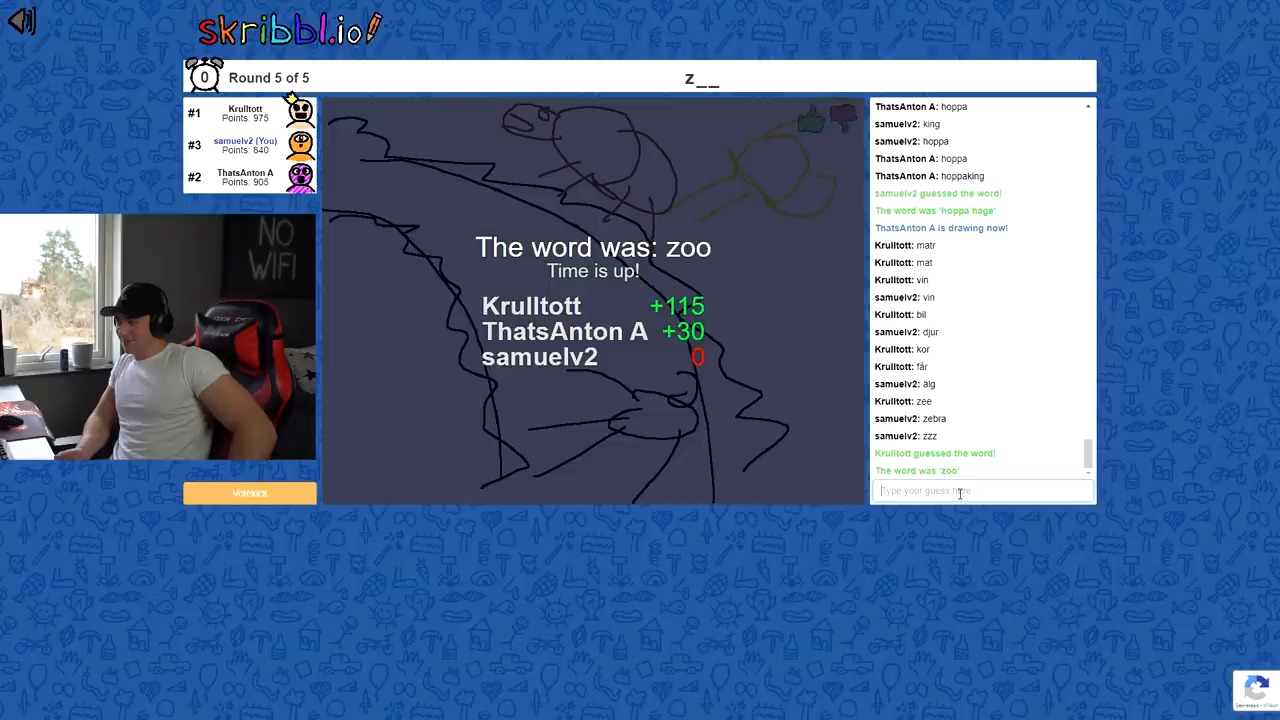 skribbl.io!
0
Round 5 of 5
z__
#1
Krulltott
Points: 975
#3
samuelv2 (You)
Points: 840
#2
ThatsAnton A
Points: 905
NO
WIFI
Votekick
The word was: zoo
Time is up!
Krulltott +115
ThatsAnton A +30
samuelv2 0
ThatsAnton A: hoppa
samuelv2: king
samuelv2: hoppa
ThatsAnton A: hoppa
ThatsAnton A: hoppaking
samuelv2 guessed the word!
The word was 'hoppa hage'
ThatsAnton A is drawing now!
Krulltott: matr
Krulltott: mat
Krulltott: vin
samuelv2: vin
Krulltott: bil
samuelv2: djur
Krulltott: kor
Krulltott: får
samuelv2: älg
Krulltott: zee
samuelv2: zebra
samuelv2: zzz
Krulltott guessed the word!
The word was 'zoo'
Type your guess here